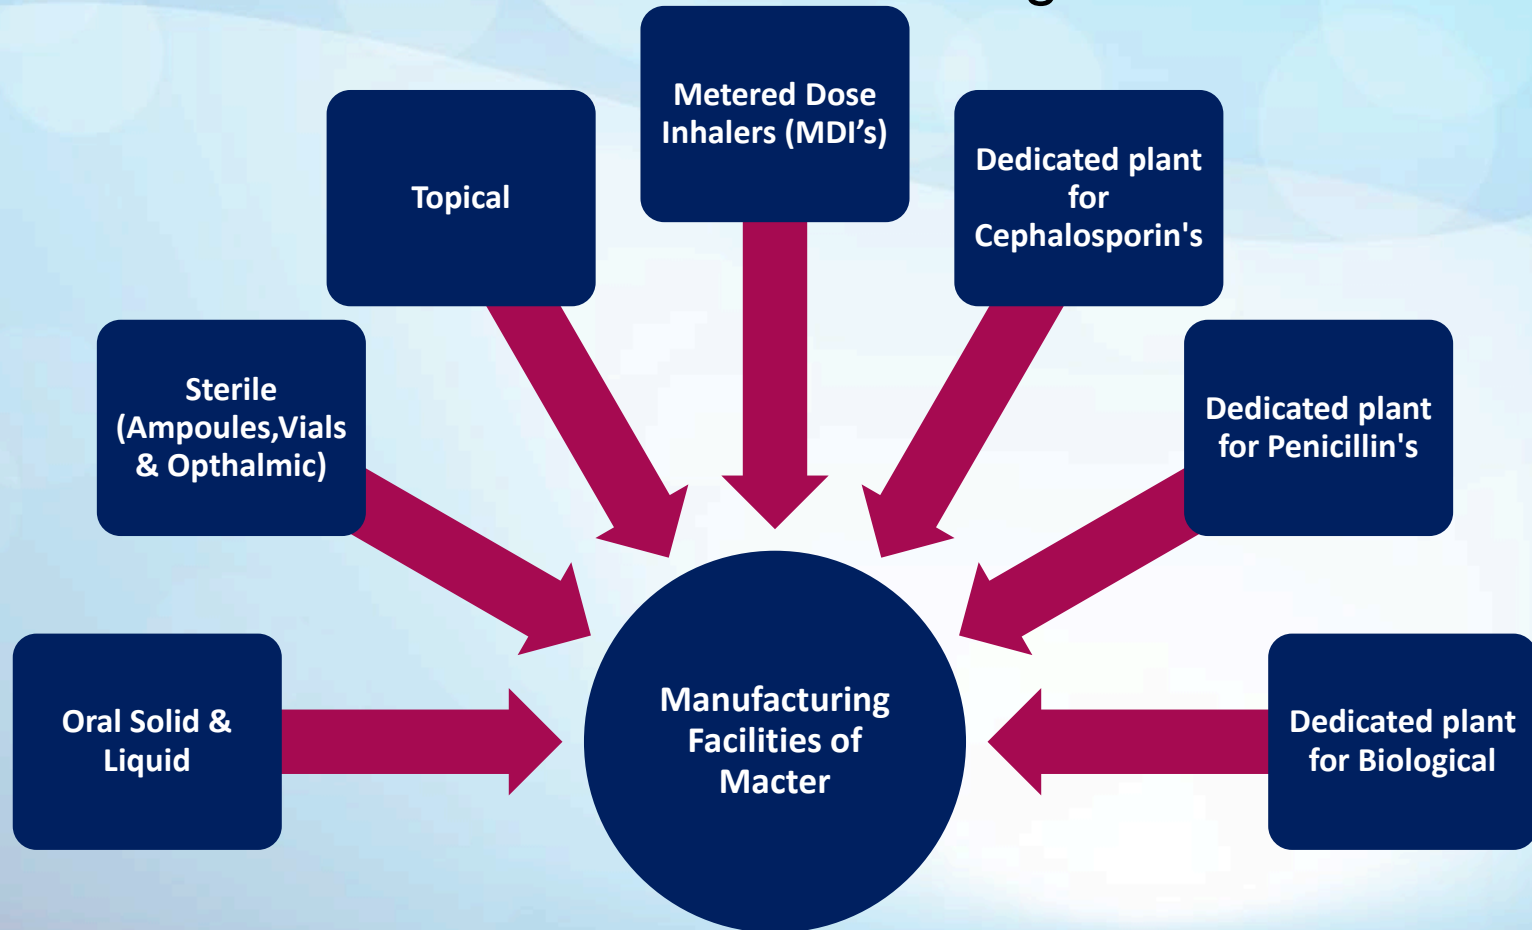 Metered Dose
Inhalers (MDI’s)
Topical
Dedicated plant
for
Cephalosporin's
Sterile
(Ampoules,Vials
& Opthalmic)
Dedicated plant
for Penicillin's
Oral Solid &
Liquid
Manufacturing
Facilities of
Macter
Dedicated plant
for Biological